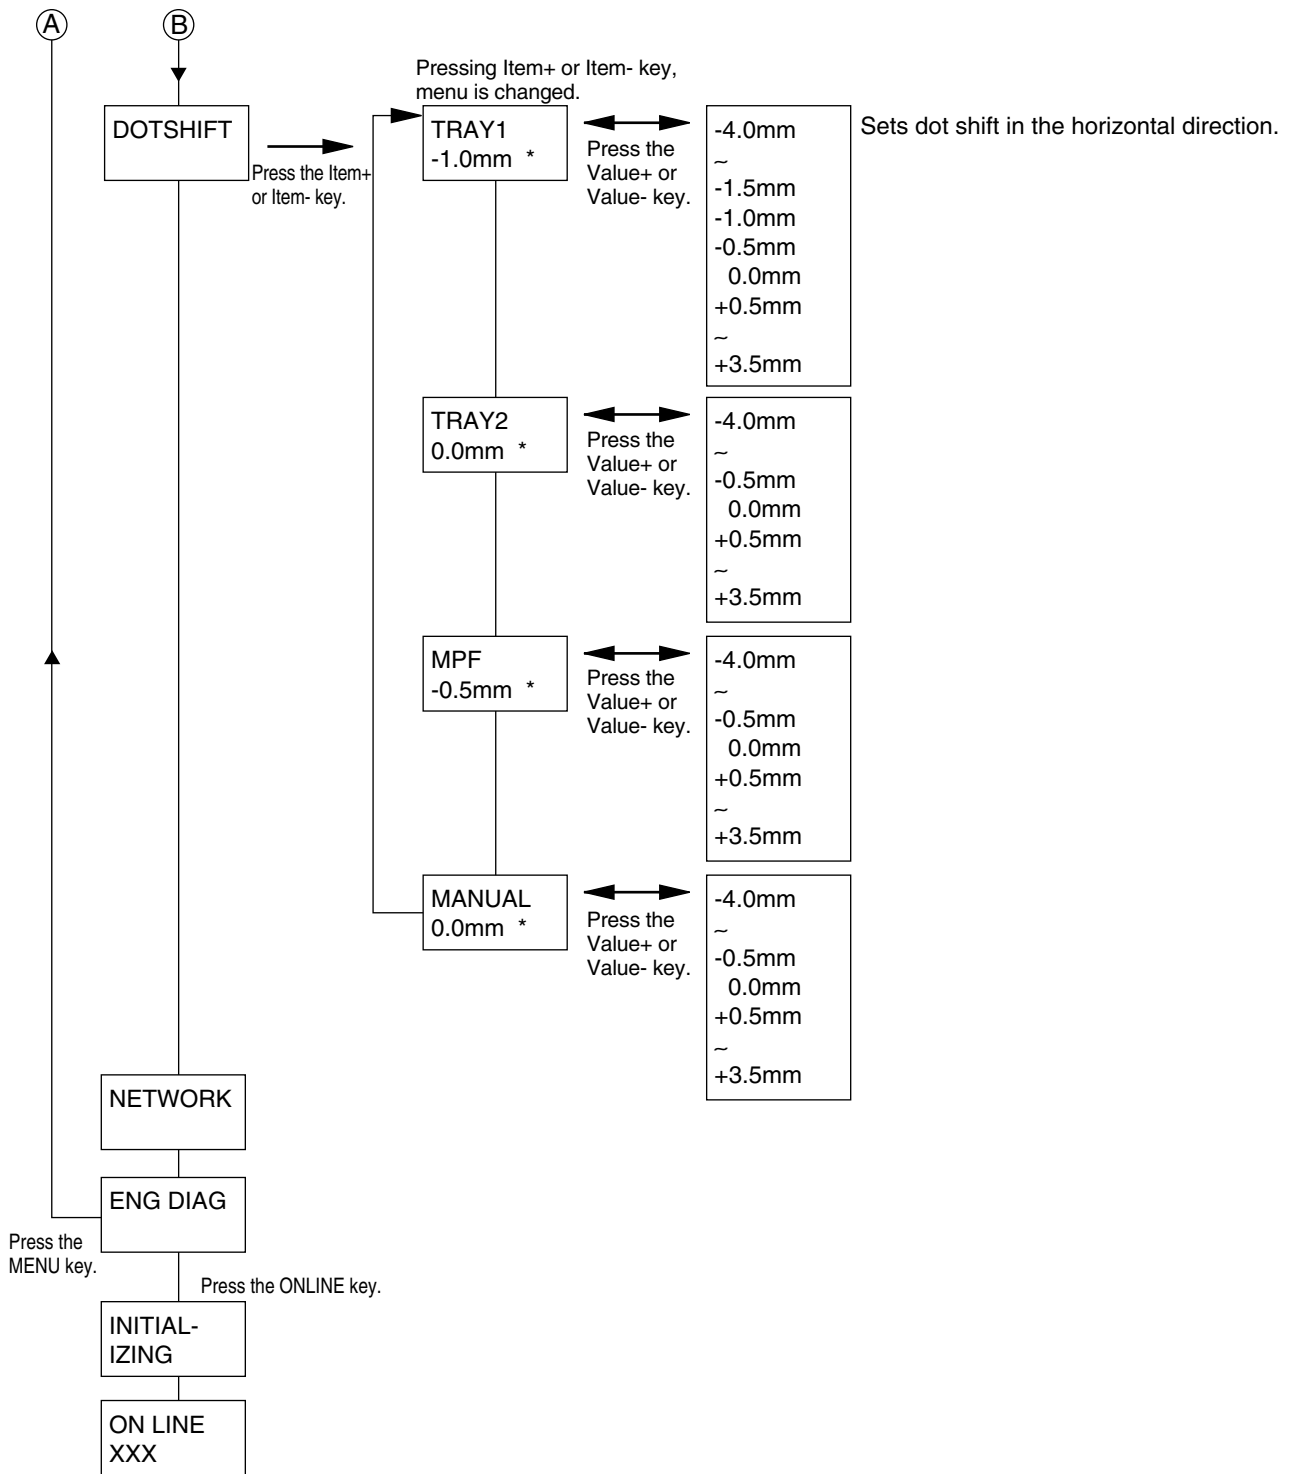 A
B
Pressing Item+ or Item- key,
menu is changed.
DOTSHIFT
Press the Item+
or Item- key.
TRAY1
-1.0mm *
Press the
Value+ or
Value- key.
-4.0mm
~
-1.5mm
-1.0mm
-0.5mm
0.0mm
+0.5mm
~
+3.5mm
Sets dot shift in the horizontal direction.
TRAY2
0.0mm *
Press the
Value+ or
Value- key.
-4.0mm
~
-0.5mm
0.0mm
+0.5mm
~
+3.5mm
MPF
-0.5mm *
Press the
Value+ or
Value- key.
-4.0mm
~
-0.5mm
0.0mm
+0.5mm
~
+3.5mm
MANUAL
0.0mm *
Press the
Value+ or
Value- key.
-4.0mm
~
-0.5mm
0.0mm
+0.5mm
~
+3.5mm
NETWORK
ENG DIAG
Press the
MENU key.
Press the ONLINE key.
INITIAL-
IZING
ON LINE
XXX